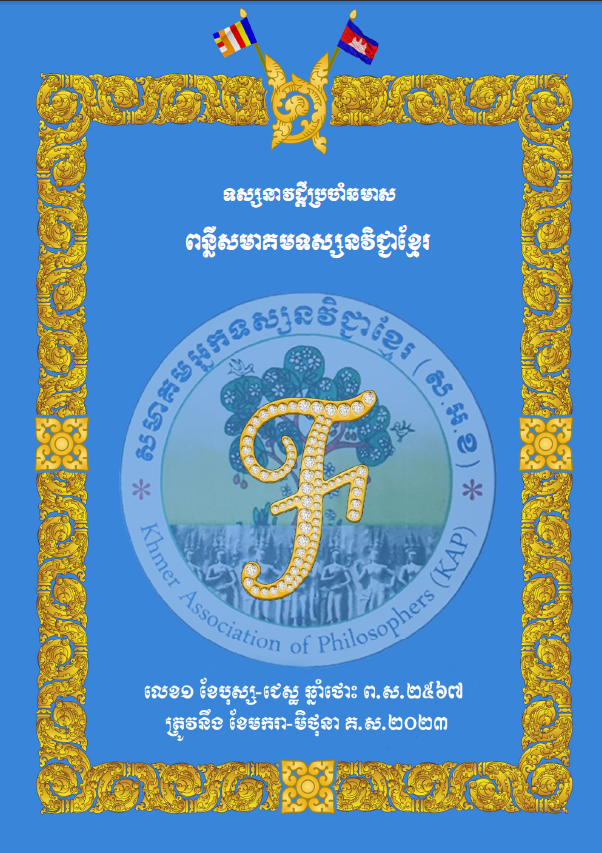 ទស្សនាវដ្ដីប្រចាំឆមាស
ពន្លឺសមាគមទស្សនវិជ្ជាខ្មែរ
សមាគមអ្នកទស្សនវិជ្ជាខ្មែរ (ស.អ.ខ)
F
Khmer Association of Philosophers (KAP)
លេខ១ ខែបុស្ស-ជេស្ឋ ឆ្នាំថោះ ព.ស.២៥៦៧
ត្រូវនឹង ខែមករា-មិថុនា គ.ស.២០២៣